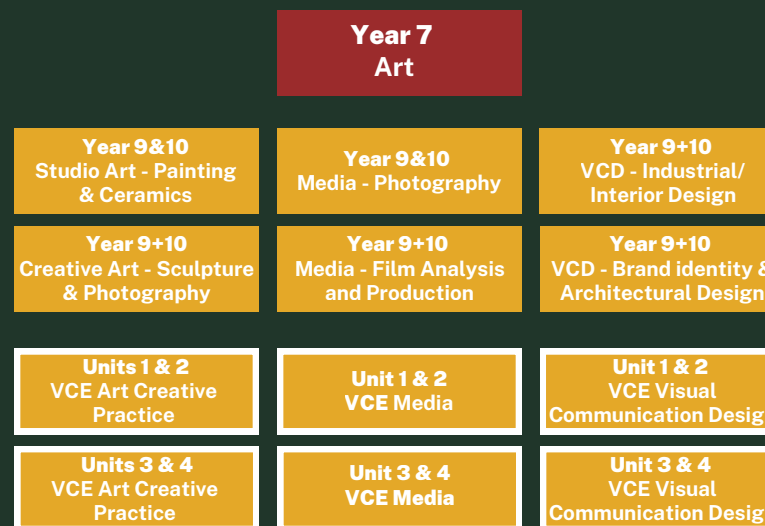 Year 7
Art
Year 9&10
Studio Art - Painting
& Ceramics
Year 9&10
Media - Photography
Year 9+10
VCD - Industrial/
Interior Design
Year 9+10
Creative Art - Sculpture
& Photography
Year 9+10
Media - Film Analysis
and Production
Year 9+10
VCD - Brand identity &
Architectural Design
Units 1 & 2
VCE Art Creative
Practice
Unit 1 & 2
VCE Media
Unit 1 & 2
VCE Visual
Communication Desig
Units 3 & 4
VCE Art Creative
Practice
Unit 3 & 4
VCE Media
Unit 3 & 4
VCE Visual
Communication Desig